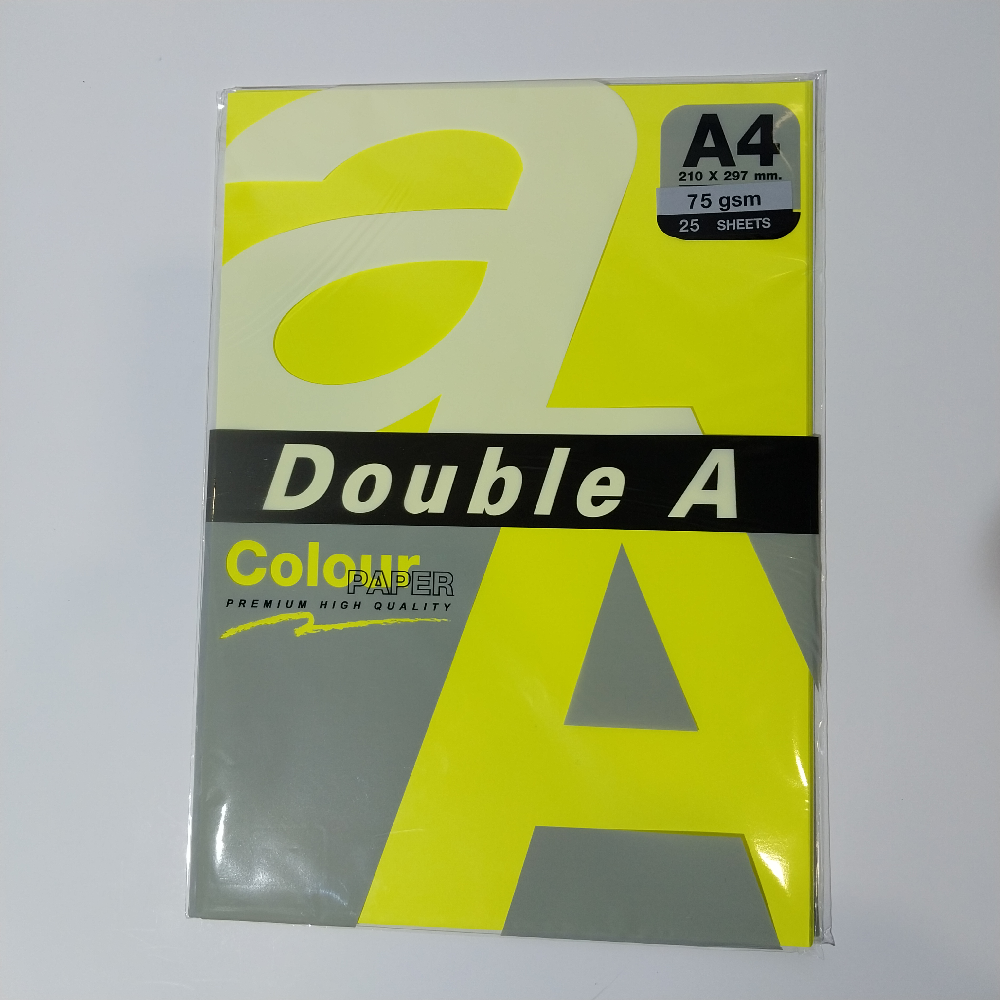 a
A4
210 X 297 mm.
75 gsm
25 SHEETS
Double A
Colour
PAPER
PREMIUM HIGH QUALITY
A